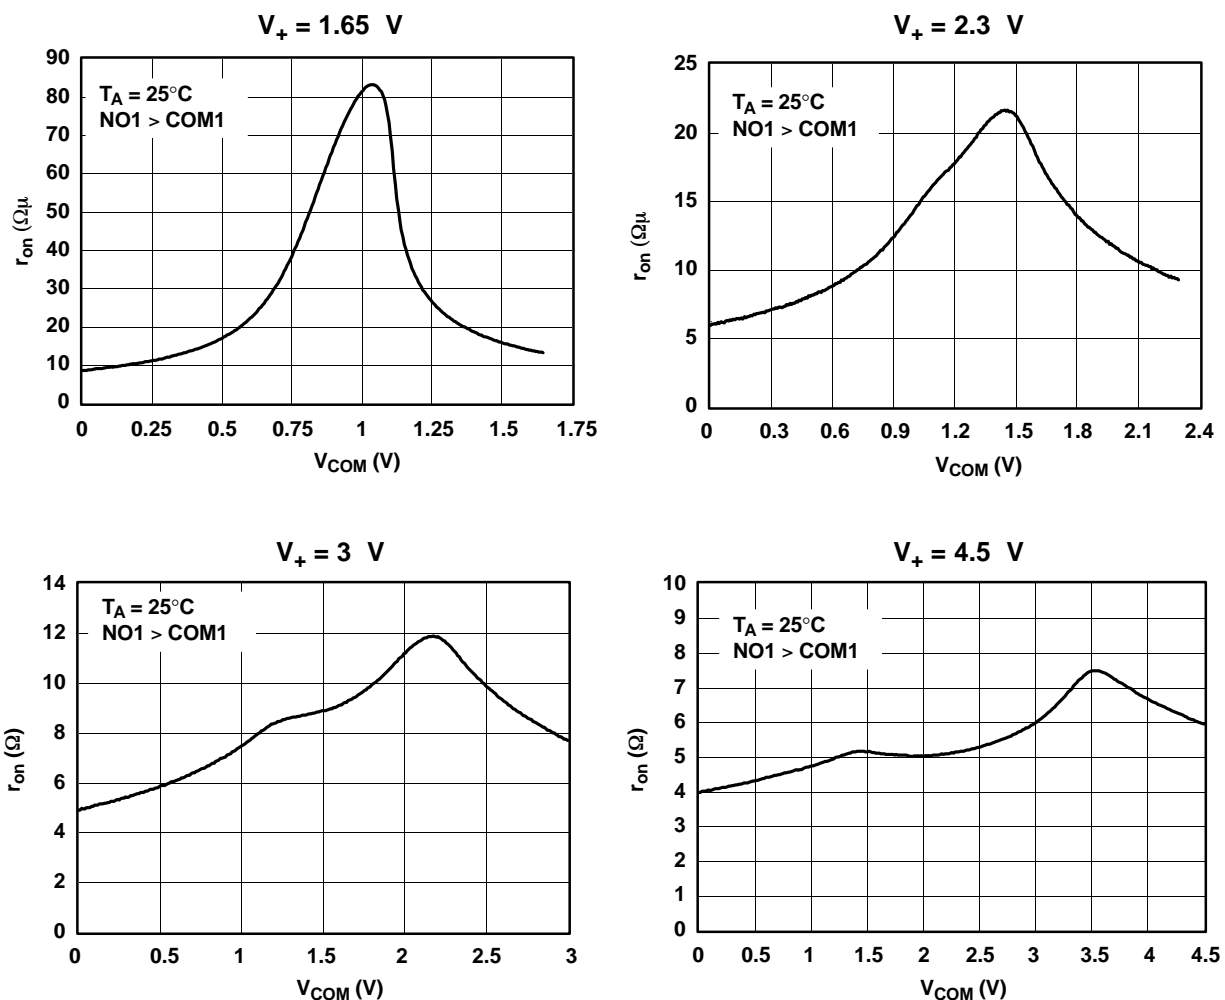 V+ = 1.65 V
90
80
70
60
50
40
30
20
10
0
TA = 25°C
NO1 > COM1
ron (Ωμ
0 0.25 0.5 0.75 1 1.25 1.5 1.75
VCOM (V)
V+ = 2.3 V
25
20
15
10
5
0
TA = 25°C
NO1 > COM1
ron (Ωμ
0 0.3 0.6 0.9 1.2 1.5 1.8 2.1 2.4
VCOM (V)
V+ = 3 V
14
12
10
8
6
4
2
0
TA = 25°C
NO1 > COM1
ron (Ω)
0 0.5 1 1.5 2 2.5 3
VCOM (V)
V+ = 4.5 V
10
9
8
7
6
5
4
3
2
1
0
TA = 25°C
NO1 > COM1
ron (Ω)
0 0.5 1 1.5 2 2.5 3 3.5 4 4.5
VCOM (V)